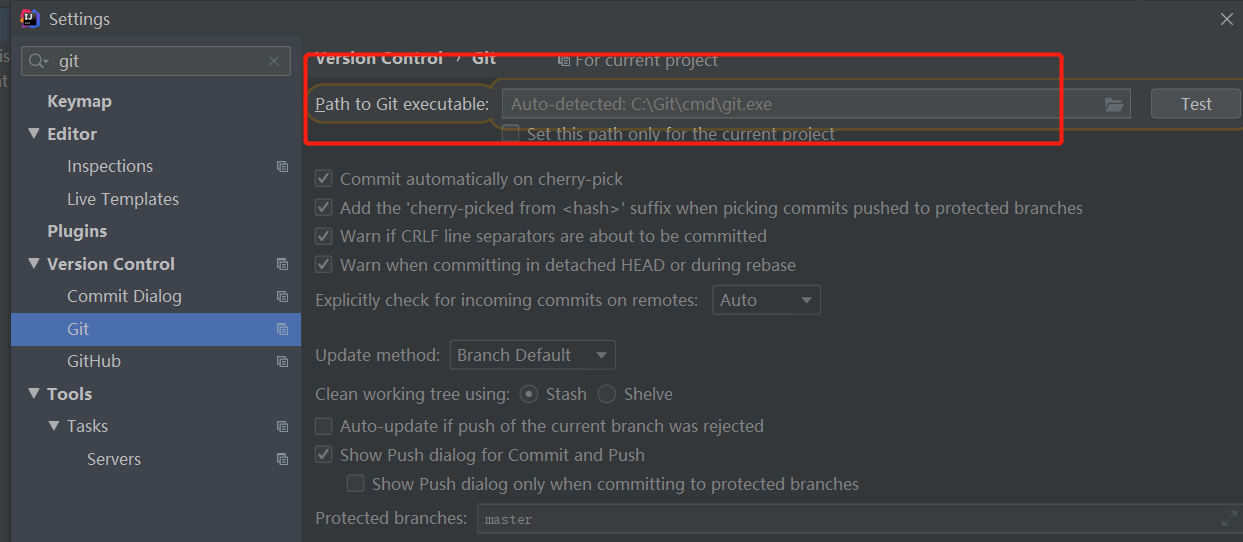 Settings
is
t
git
Keymap
Editor
Inspections
Live Templates
Plugins
Version Control
Commit Dialog
Git
GitHub
Tools
Tasks
Servers
Version Control › Git For current project
Path to Git executable: Auto-detected: C:\Git\cmd\git.exe Test
Set this path only for the current project
Commit automatically on cherry-pick
Add the 'cherry-picked from <hash>' suffix when picking commits pushed to protected branches
Warn if CRLF line separators are about to be committed
Warn when committing in detached HEAD or during rebase
Explicitly check for incoming commits on remotes: Auto
Update method: Branch Default
Clean working tree using: Stash Shelve
Auto-update if push of the current branch was rejected
Show Push dialog for Commit and Push
Show Push dialog only when committing to protected branches
Protected branches: master